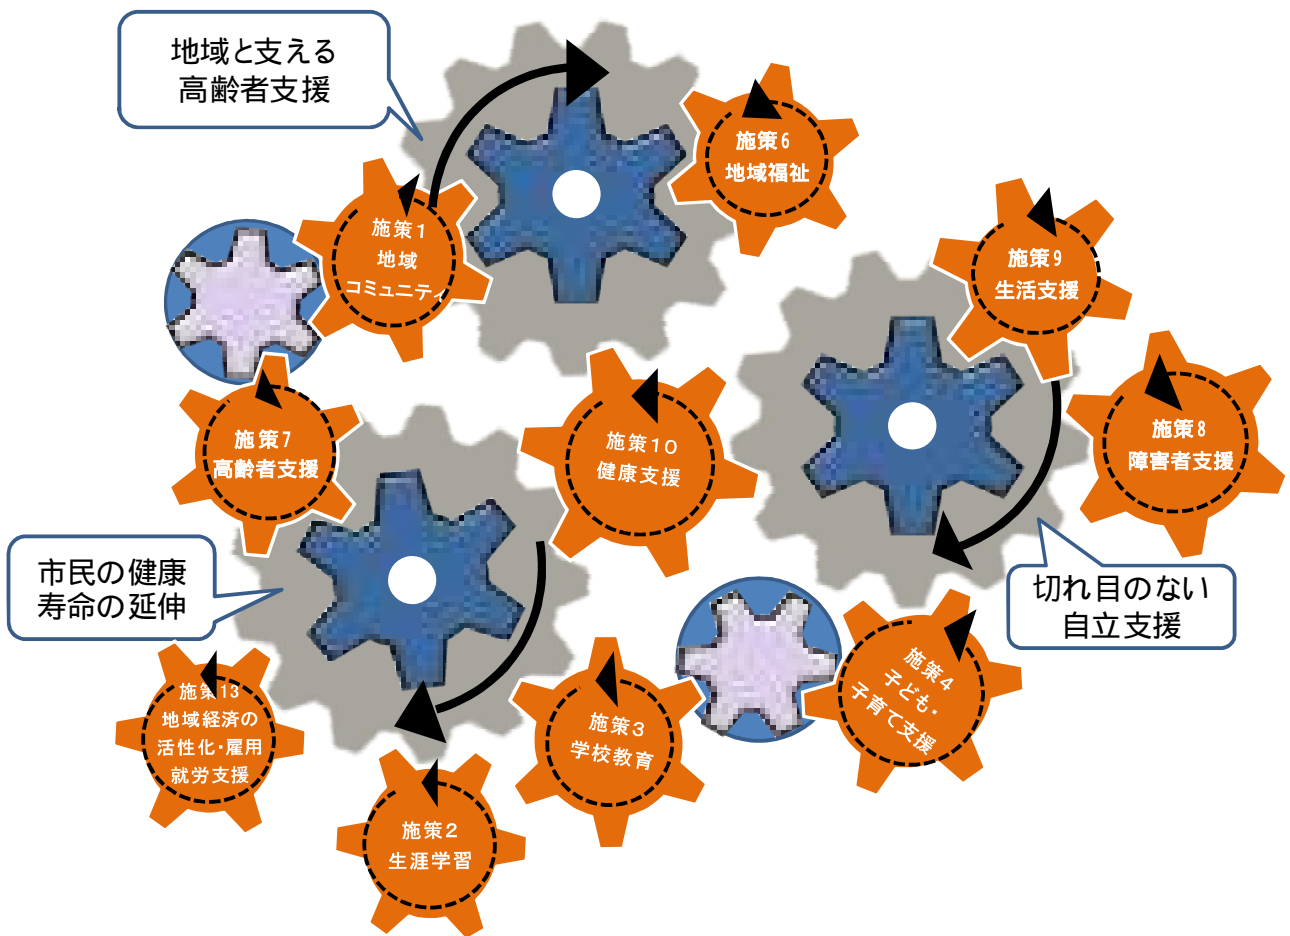 地域と支える
高齢者支援
施策6
地域福祉
施策1
地域
コミュニティ
施策9
生活支援
施策7
高齢者支援
施策10
健康支援
施策8
障害者支援
市民の健康
寿命の延伸
切れ目のない
自立支援
施策4
子ども・
子育て支援
施策13
地域経済の
活性化・雇用
就労支援
施策3
学校教育
施策2
生涯学習